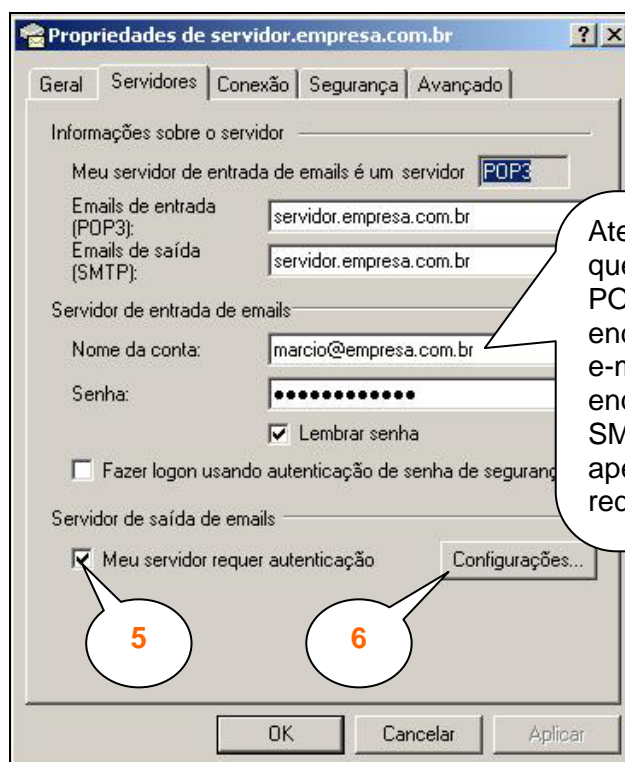 Propriedades de servidor.empresa.com.br
Geral Servidores Conexão Segurança Avançado
Informações sobre o servidor
Meu servidor de entrada de emails é um servidor POP3
Emails de entrada (POP3): servidor.empresa.com.br
Emails de saída (SMTP): servidor.empresa.com.br
Servidor de entrada de emails
Nome da conta: marcio@empresa.com.br
Senha: ●●●●●●●●●●●●
Lembrar senha
Fazer logon usando autenticação de senha de seguranç
Servidor de saída de emails
Meu servidor requer autenticação Configurações...
5 6
OK Cancelar Aplicar
que